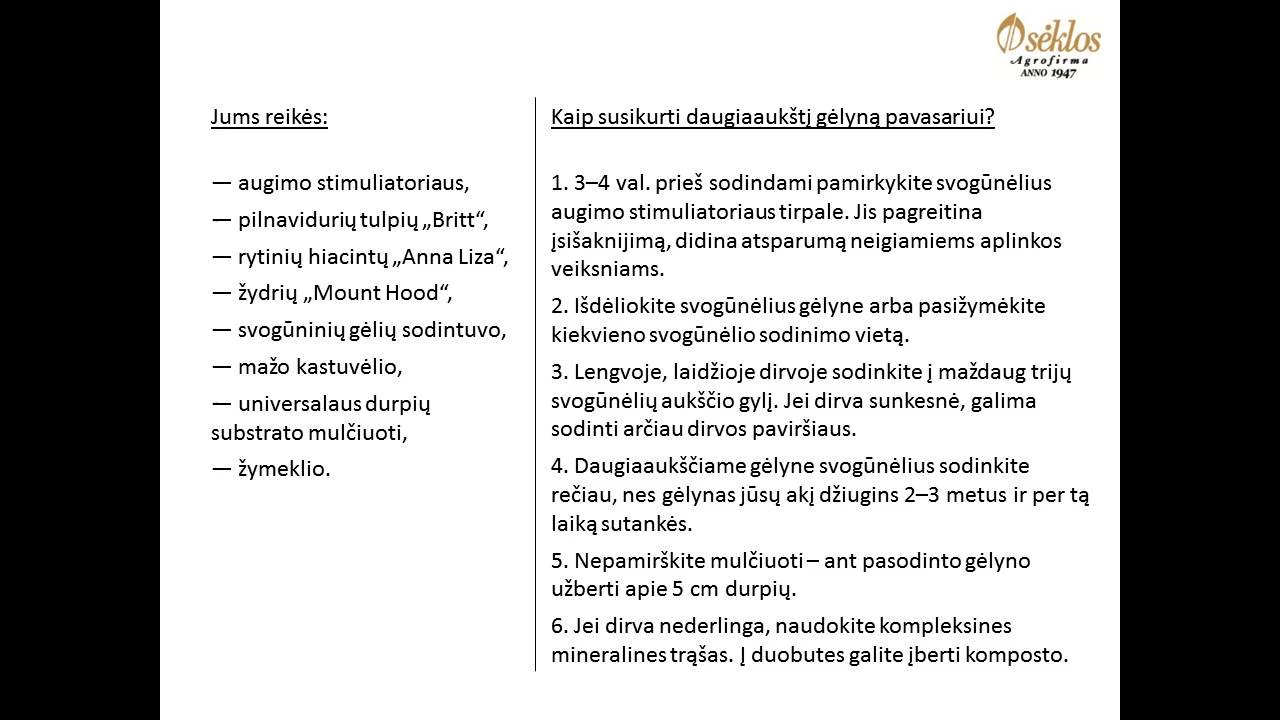 sėklos
Agrofirma
ANNO 1947
Jums reikės:
— augimo stimuliatoriaus,
— pilnavidurių tulpių „Britt“,
— rytinių hiacintų „Anna Liza“,
— žydrių „Mount Hood“,
— svogūninių gėlių sodintuvo,
— mažo kastuvėlio,
— universalaus durpių
substrato mulčiuoti,
— žymeklio.
Kaip susikurti daugiaaukštį gėlyną pavasariui?
1. 3–4 val. prieš sodindami pamirkykite svogūnėlius
augimo stimuliatoriaus tirpale. Jis pagreitina
įsišaknijimą, didina atsparumą neigiamiems aplinkos
veiksniams.
2. Išdėliokite svogūnėlius gėlyne arba pasižymėkite
kiekvieno svogūnėlio sodinimo vietą.
3. Lengvoje, laidžioje dirvoje sodinkite į maždaug trijų
svogūnėlių aukščio gylį. Jei dirva sunkesnė, galima
sodinti arčiau dirvos paviršiaus.
4. Daugiaaukščiame gėlyne svogūnėlius sodinkite
rečiau, nes gėlynas jūsų akį džiugins 2–3 metus ir per tą
laiką sutankės.
5. Nepamirškite mulčiuoti – ant pasodinto gėlyno
užberti apie 5 cm durpių.
6. Jei dirva nederlinga, naudokite kompleksines
mineralines trąšas. Į duobutes galite įberti komposto.